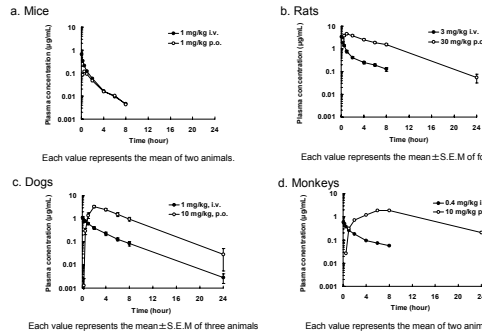 a. Mice
1 mg/kg i.v.
1 mg/kg p.o.
Plasma concentration (μg/mL)
10
1
0.1
0.01
0.001
0 4 8 12 16 20 24
Time (hour)
Each value represents the mean of two animals.
b. Rats
3 mg/kg i.v.
30 mg/kg p.o.
Plasma concentration (μg/mL)
10
1
0.1
0.01
0.001
0 4 8 12 16 20 24
Time (hour)
Each value represents the mean±S.E.M of fo
c. Dogs
1 mg/kg, i.v.
10 mg/kg, p.o.
Plasma concentration (μg/mL)
10
1
0.1
0.01
0.001
0 4 8 12 16 20 24
Time (hour)
Each value represents the mean±S.E.M of three animals
d. Monkeys
0.4 mg/kg i.
10 mg/kg p.
Plasma concentration (μg/mL)
10
1
0.1
0.01
0.001
0 4 8 12 16 20 24
Time (hour)
Each value represents the mean of two anim